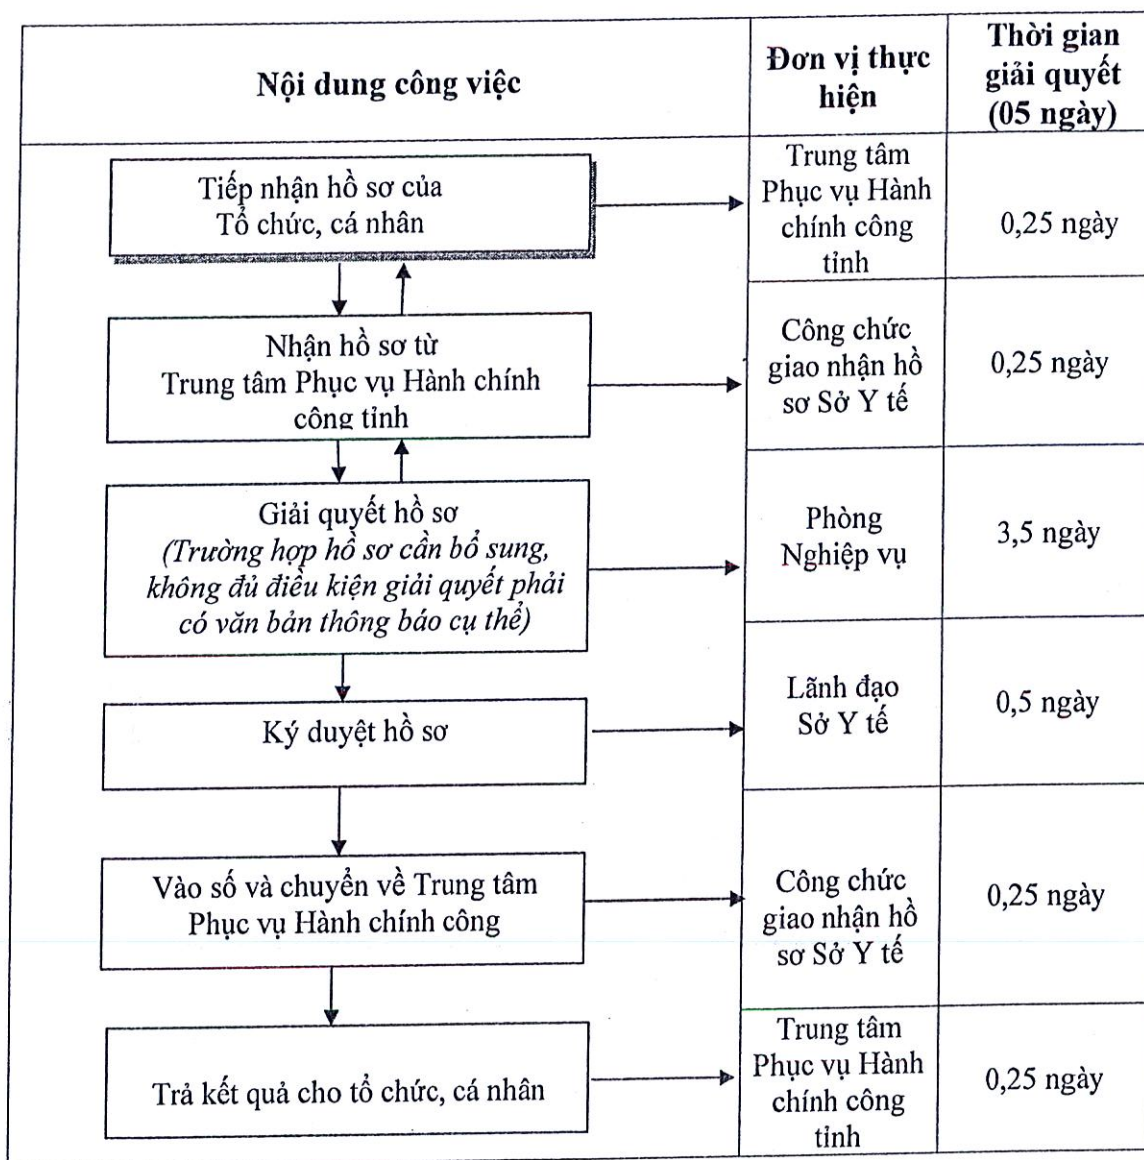 Nội dung công việc
Đơn vị thực
hiện
Thời gian
giải quyết
(05 ngày)
Tiếp nhận hồ sơ của
Tổ chức, cá nhân
Trung tâm
Phục vụ Hành
chính công
tỉnh
0,25 ngày
Nhận hồ sơ từ
Trung tâm Phục vụ Hành chính
công tỉnh
Công chức
giao nhận hồ
sơ Sở Y tế
0,25 ngày
Giải quyết hồ sơ
(Trường hợp hồ sơ cần bổ sung,
không đủ điều kiện giải quyết phải
có văn bản thông báo cụ thể)
Phòng
Nghiệp vụ
3,5 ngày
Ký duyệt hồ sơ
Lãnh đạo
Sở Y tế
0,5 ngày
Vào số và chuyển về Trung tâm
Phục vụ Hành chính công
Công chức
giao nhận hồ
sơ Sở Y tế
0,25 ngày
Trả kết quả cho tổ chức, cá nhân
Trung tâm
Phục vụ Hành
chính công
tỉnh
0,25 ngày